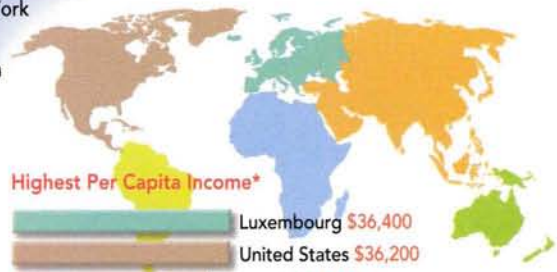 Highest Per Capita Income*
Luxembourg $36,400
United States $36,200